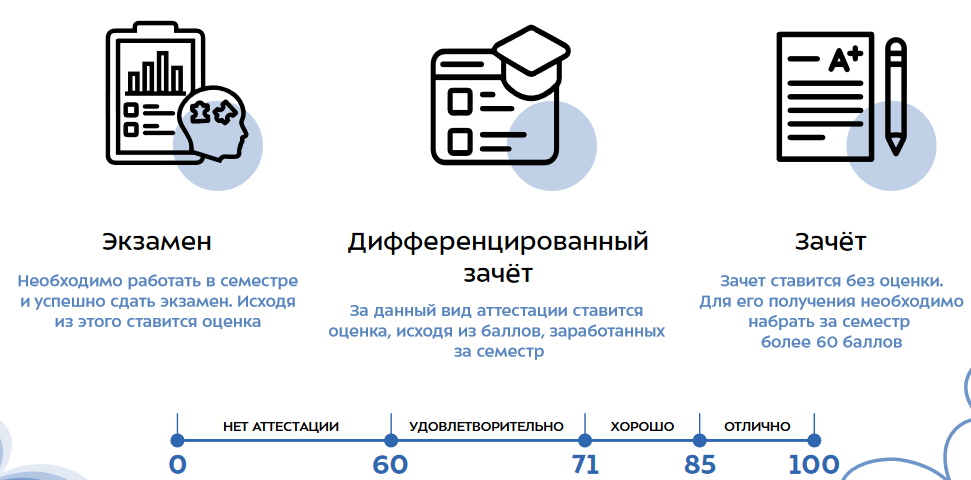 A+
Экзамен
Необходимо работать в семестре
и успешно сдать экзамен. Исходя
из этого ставится оценка
Дифференцированный
зачёт
За данный вид аттестации ставится
оценка, исходя из баллов, заработанных
за семестр
Зачёт
Зачет ставится без оценки.
Для его получения необходимо
набрать за семестр
более 60 баллов
НЕТ АТТЕСТАЦИИ УДОВЛЕТВОРИТЕЛЬНО ХОРОШО ОТЛИЧНО
0 60 71 85 100